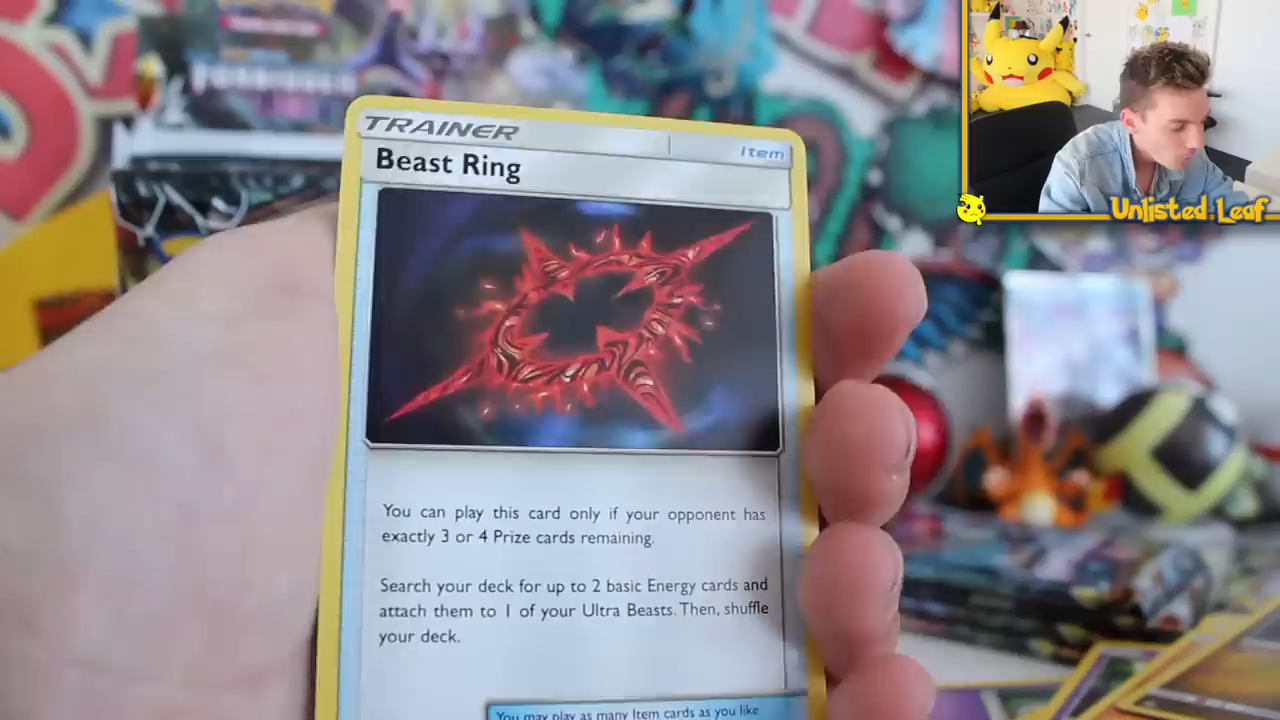 TRAINER
Item
Beast Ring
You can play this card only if your opponent has
exactly 3 or 4 Prize cards remaining.
Search your deck for up to 2 basic Energy cards and
attach them to 1 of your Ultra Beasts. Then, shuffle
your deck.
You may play as many Item cards as you like
Unlisted Leaf